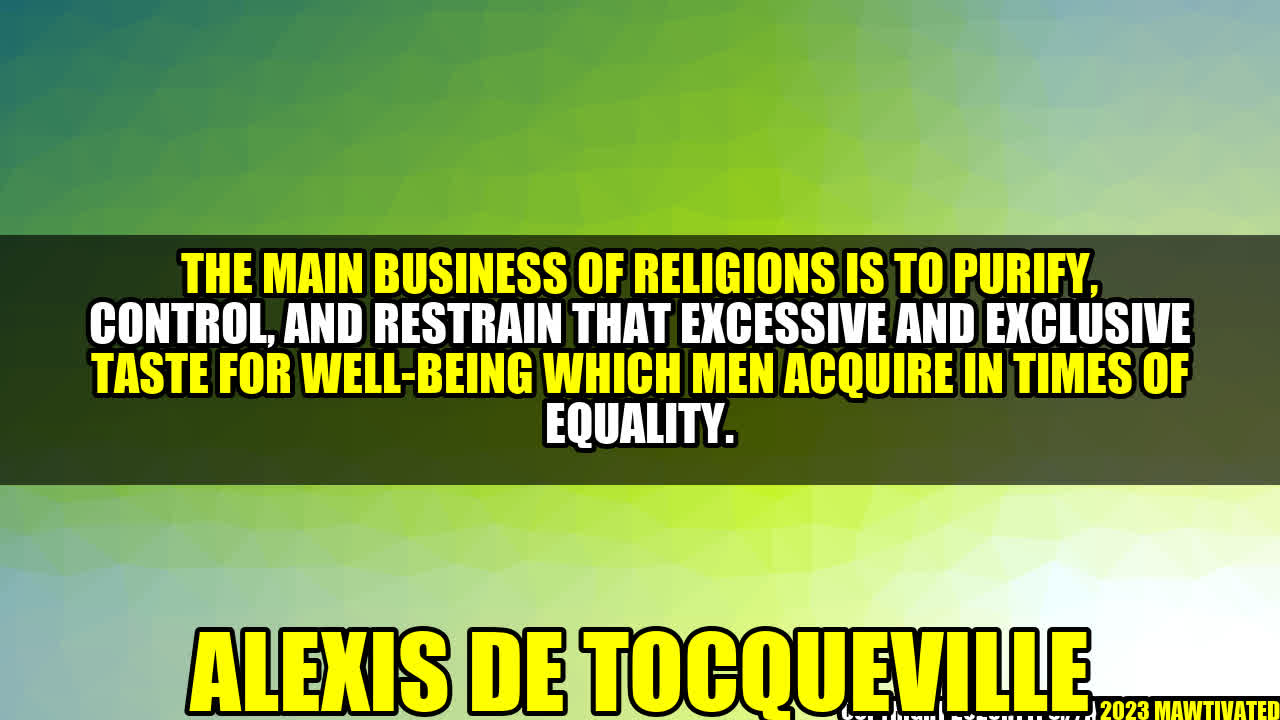 THE MAIN BUSINESS OF RELIGIONS IS TO PURIFY,
CONTROL, AND RESTRAIN THAT EXCESSIVE AND EXCLUSIVE
TASTE FOR WELL-BEING WHICH MEN ACQUIRE IN TIMES OF
EQUALITY.
ALEXIS DE TOCQUEVILLE
2023 MAWTIVATED